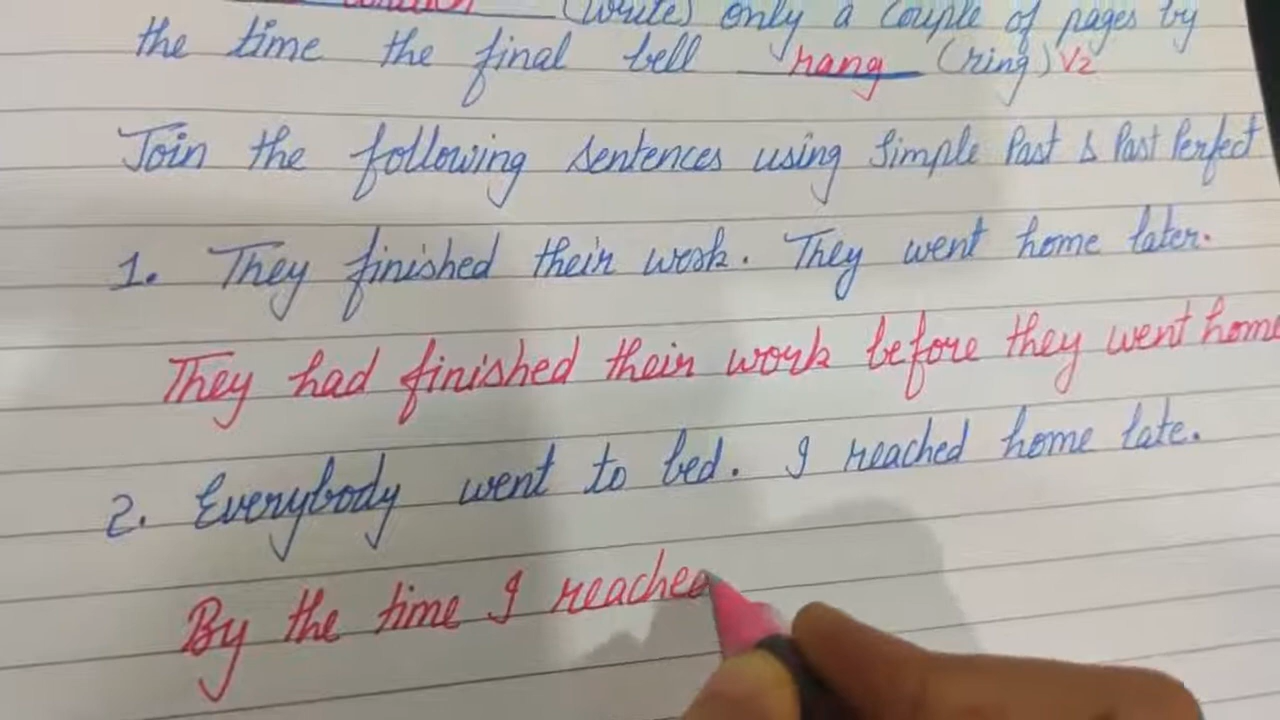 (write) only a couple of pages by
the time the final bell rang (ring) V2
Join the following sentences using Simple Past & Past Perfect
1. They finished their work. They went home later.
They had finished their work before they went home
2. Everybody went to bed. I reached home late.
By the time I reached